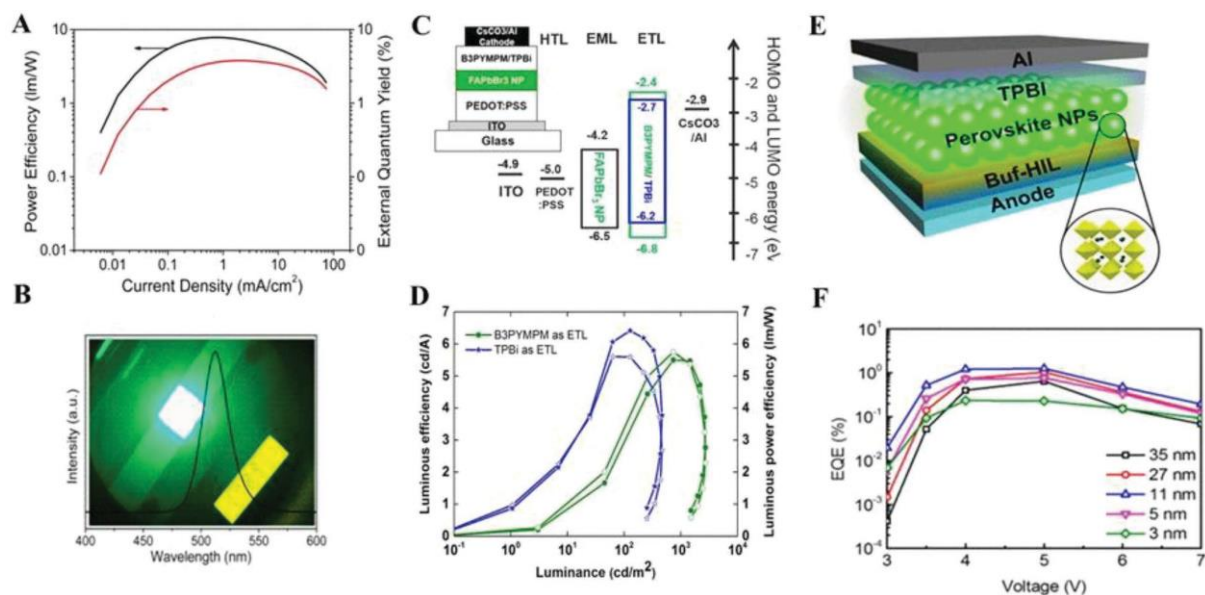 A
Power Efficiency (lm/W)
10
1
0.1
0.01
External Quantum Yield (%)
10
1
0
0
0.01
0.1
1
10
100
Current Density (mA/cm²)
B
Intensity (a.u.)
400
450
500
550
600
Wavelength (nm)
C
CsCO3/Al
Cathode
B3PYMPM/TPBi
FAPbBr3 NP
PEDOT:PSS
ITO
Glass
HTL
EML
ETL
-4.9
ITO
-5.0
PEDOT
:PSS
-4.2
FAPbBr₃ NP
-6.5
-2.4
-2.7
B3PYMPM/ TPBi
-6.2
-6.8
-2.9
CsCO3
/Al
-2
-3
-4
-5
-6
-7
HOMO and LUMO energy (eV
D
Luminous efficiency (cd/A)
7
6
5
4
3
2
1
0
B3PYMPM as ETL
TPBi as ETL
Luminous power efficiency (lm/W)
7
6
5
4
3
2
1
0
10⁻¹
10⁰
10¹
10²
10³
10⁴
Luminance (cd/m²)
E
Al
TPBI
Perovskite NPs
Buf-HIL
Anode
F
EQE (%)
10¹
10⁰
10⁻¹
10⁻²
10⁻³
10⁻⁴
35 nm
27 nm
11 nm
5 nm
3 nm
3
4
5
6
7
Voltage (V)